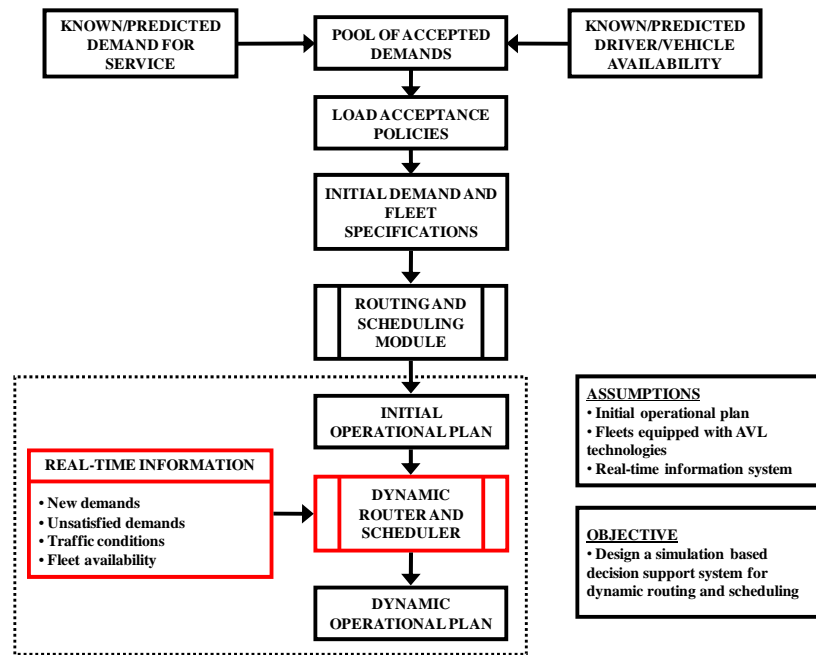 KNOWN/PREDICTED
DEMAND FOR
SERVICE
POOL OF ACCEPTED
DEMANDS
KNOWN/PREDICTED
DRIVER/VEHICLE
AVAILABILITY
LOAD ACCEPTANCE
POLICIES
INITIAL DEMAND AND
FLEET
SPECIFICATIONS
ROUTING AND
SCHEDULING
MODULE
INITIAL
OPERATIONAL PLAN
REAL-TIME INFORMATION
• New demands
• Unsatisfied demands
• Traffic conditions
• Fleet availability
DYNAMIC
ROUTER AND
SCHEDULER
DYNAMIC
OPERATIONAL PLAN
ASSUMPTIONS
• Initial operational plan
• Fleets equipped with AVL
technologies
• Real-time information system
OBJECTIVE
• Design a simulation based
decision support system for
dynamic routing and scheduling